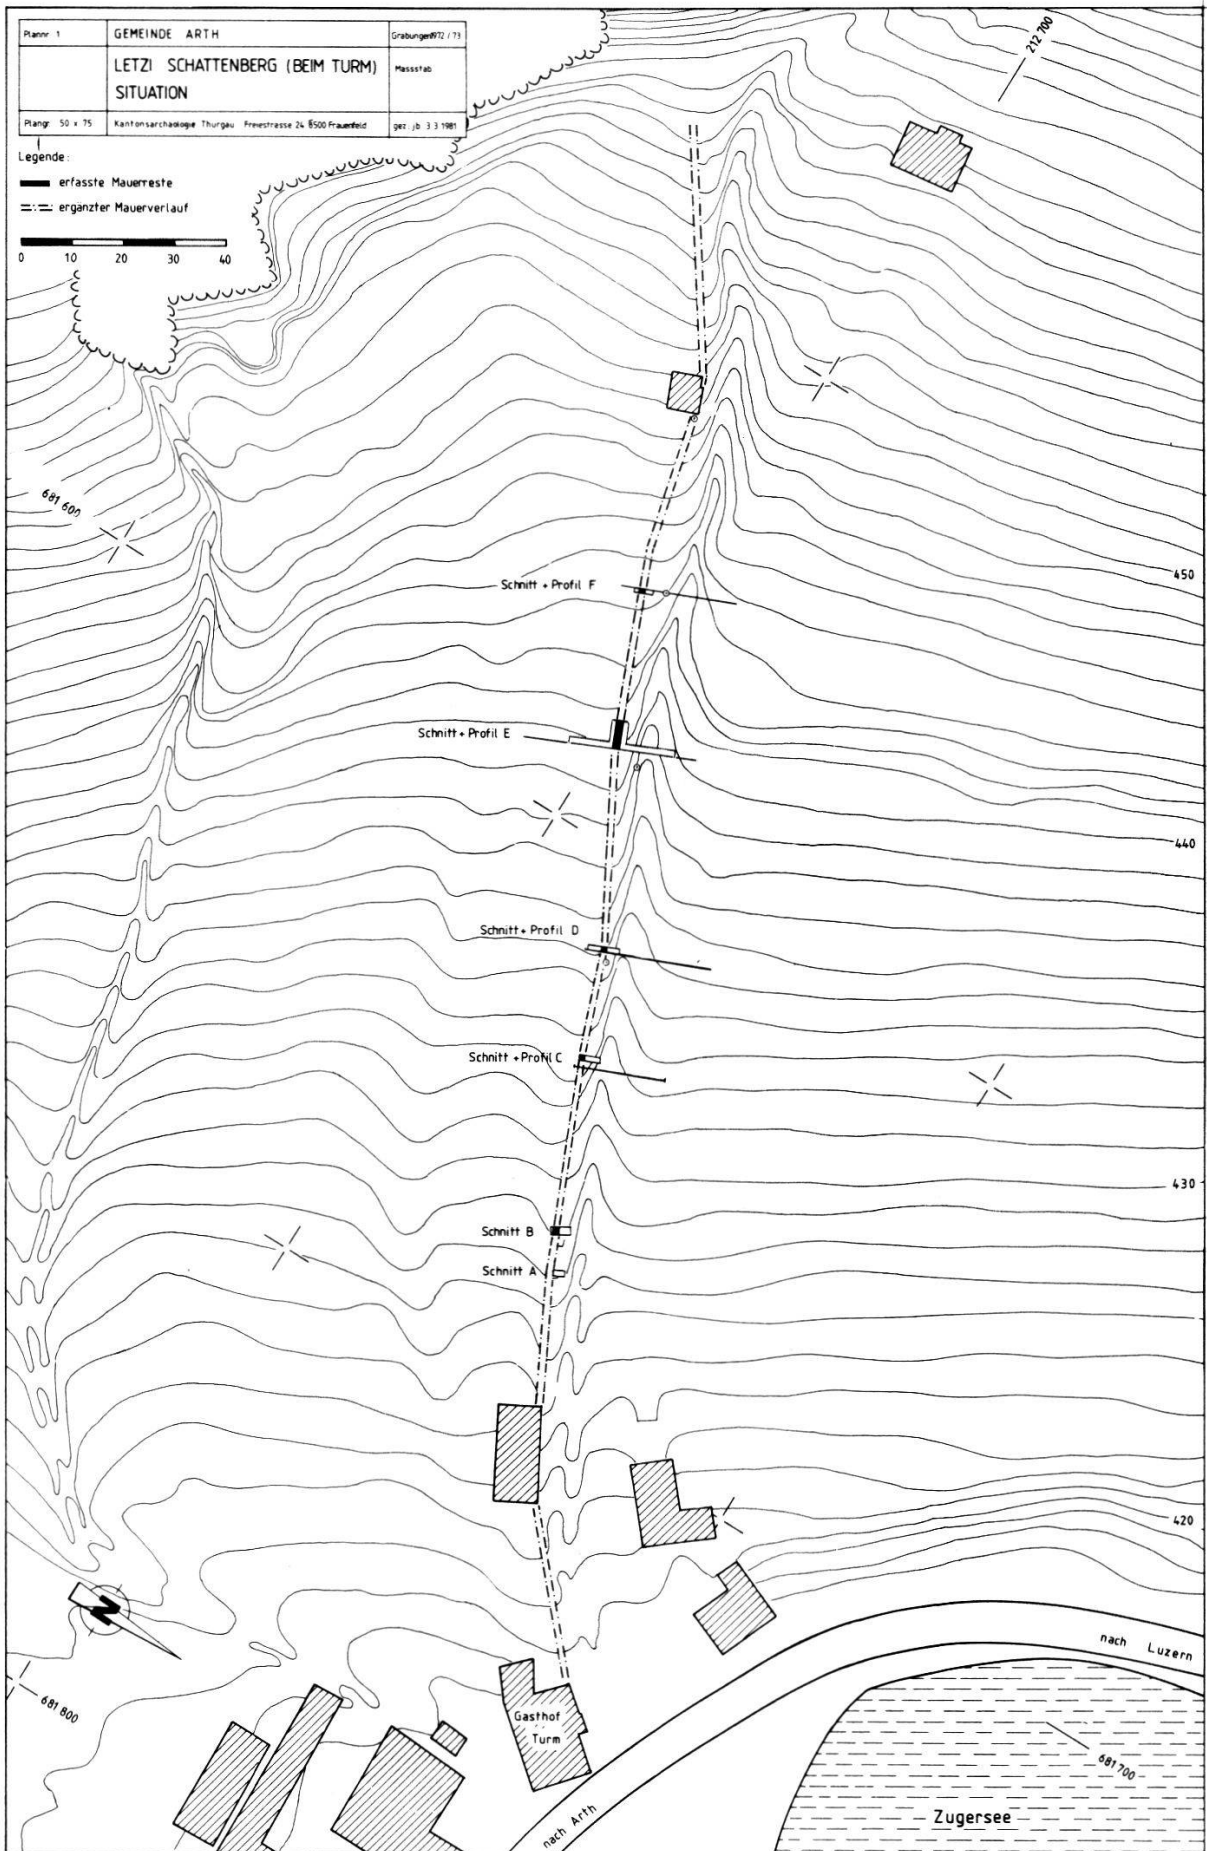 Plannr. 1
GEMEINDE ARTH
Grabungen 1972 / 73
LETZI SCHATTENBERG (BEIM TURM)
SITUATION
Massstab
Plangr. 50 x 75
Kantonsarchäologie Thurgau Freiestrasse 24 8500 Frauenfeld
gez. jb 3.3.1981
Legende:
erfasste Mauerreste
ergänzter Mauerverlauf
0 10 20 30 40
212 700
681 600
Schnitt + Profil F
450
Schnitt + Profil E
440
Schnitt + Profil D
Schnitt + Profil C
430
Schnitt B
Schnitt A
420
N
nach Luzern
681 800
Gasthof
Turm
681 700
nach Arth
Zugersee